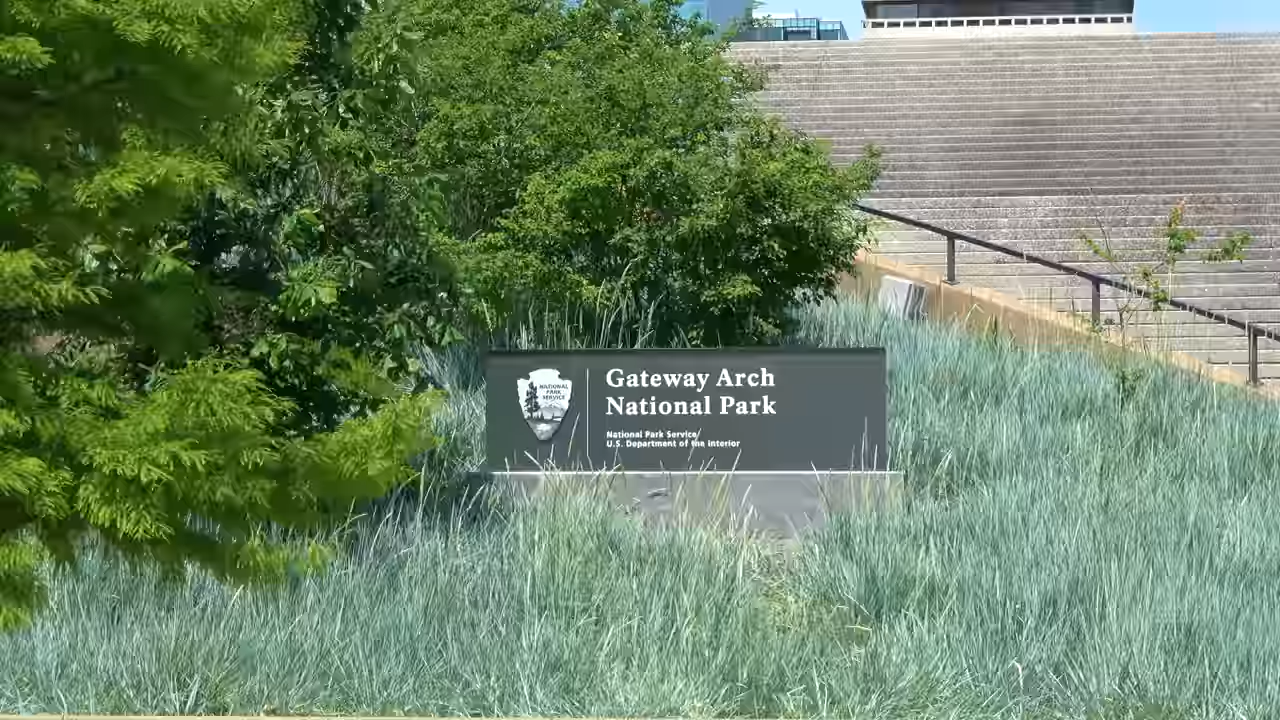 NATIONAL
PARK
SERVICE
Gateway Arch
National Park
National Park Service
U.S. Department of the Interior